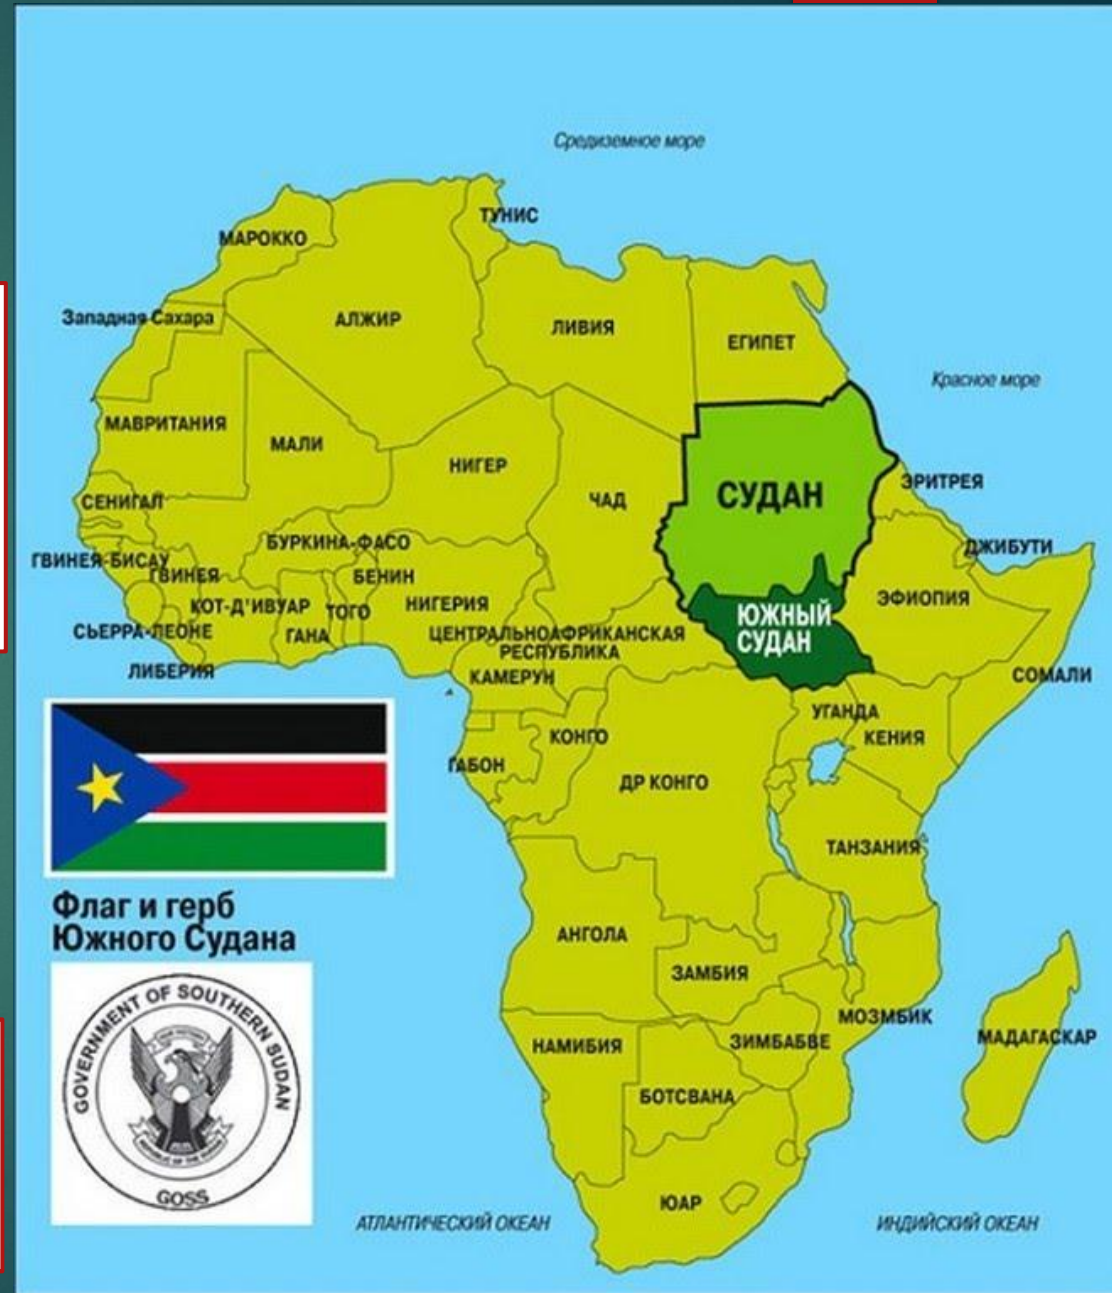 Средиземное море
ТУНИС
МАРОККО
Западная Сахара
АЛЖИР
ЛИВИЯ
ЕГИПЕТ
Красное море
МАВРИТАНИЯ
МАЛИ
НИГЕР
ЧАД
СУДАН
ЭРИТРЕЯ
СЕНИГАЛ
БУРКИНА-ФАСО
ДЖИБУТИ
ГВИНЕЯ-БИСАУ
ГВИНЕЯ
БЕНИН
КОТ-Д'ИВУАР
ТОГО
НИГЕРИЯ
ЭФИОПИЯ
СЬЕРРА-ЛЕОНЕ
ГАНА
ЦЕНТРАЛЬНОАФРИКАНСКАЯ
РЕСПУБЛИКА
ЮЖНЫЙ
СУДАН
ЛИБЕРИЯ
КАМЕРУН
СОМАЛИ
УГАНДА
КЕНИЯ
КОНГО
ГАБОН
ДР КОНГО
ТАНЗАНИЯ
Флаг и герб
Южного Судана
АНГОЛА
ЗАМБИЯ
МОЗМБИК
НАМИБИЯ
ЗИМБАБВЕ
МАДАГАСКАР
БОТСВАНА
GOVERNMENT OF SOUTHERN SUDAN
GOSS
ЮАР
АТЛАНТИЧЕСКИЙ ОКЕАН
ИНДИЙСКИЙ ОКЕАН